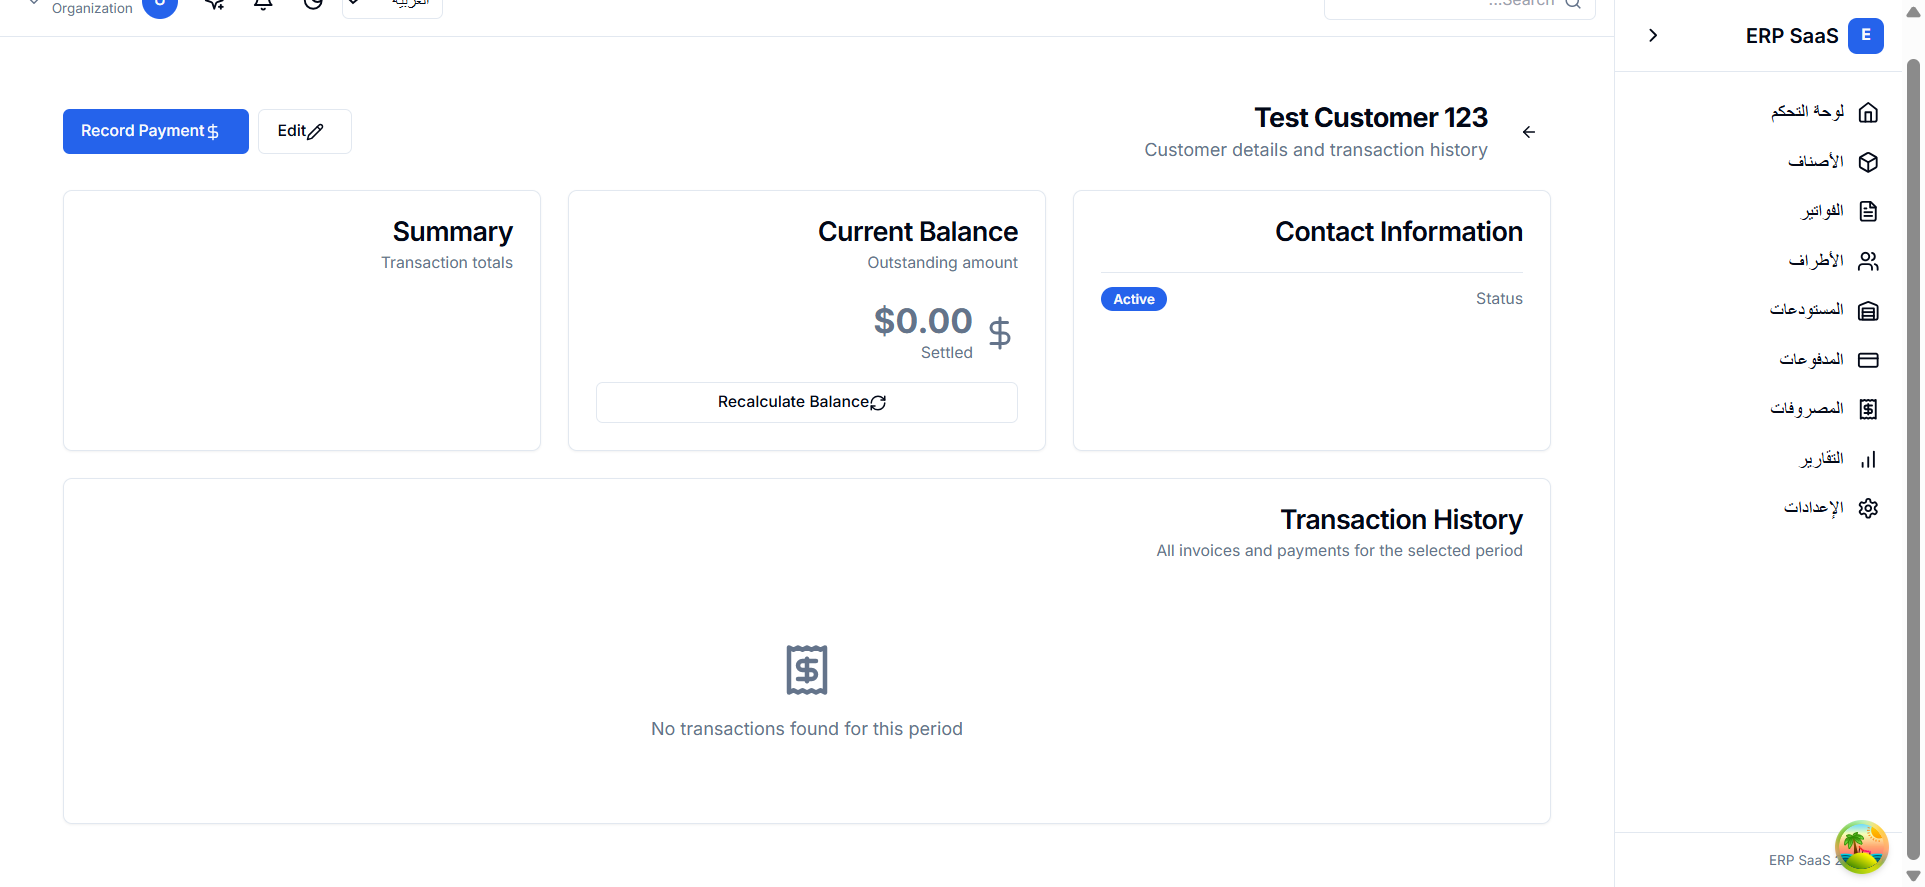 Organization
العربية
Search...
ERP SaaS
E
لوحة التحكم
الأصناف
الفواتير
الأطراف
المستودعات
المدفوعات
المصروفات
التقارير
الإعدادات
ERP SaaS
Test Customer 123
Customer details and transaction history
Record Payment
Edit
Contact Information
Status
Active
Current Balance
Outstanding amount
$0.00
Settled
Recalculate Balance
Summary
Transaction totals
Transaction History
All invoices and payments for the selected period
No transactions found for this period